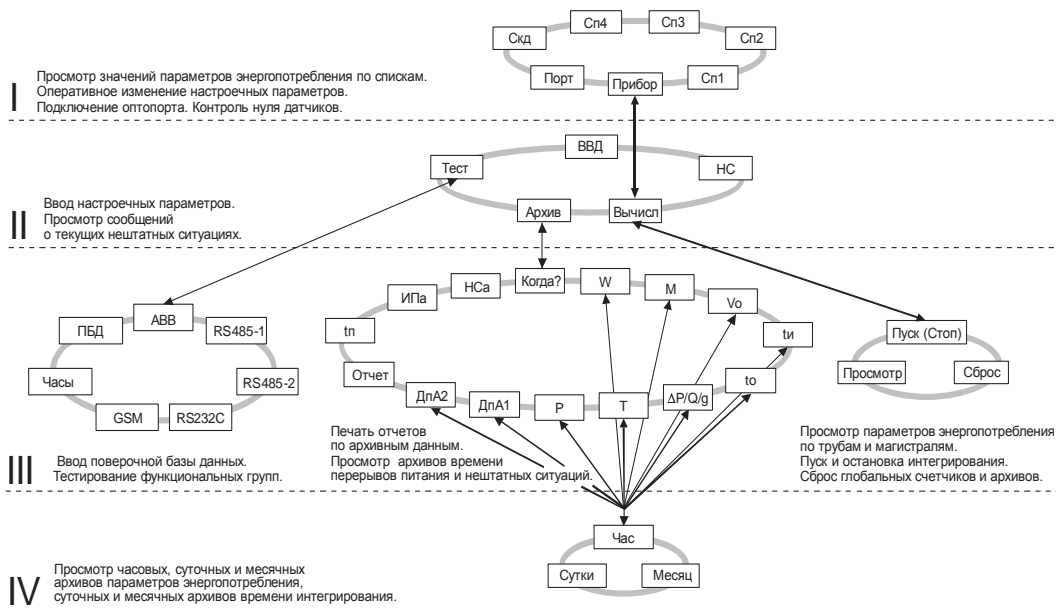 Сп4
Сп3
Скд
Сп2
Порт
Прибор
Сп1
I
Просмотр значений параметров энергопотребления по спискам.
Оперативное изменение настроечных параметров.
Подключение оптопорта. Контроль нуля датчиков.
ВВД
Тест
НС
Архив
Вычисл
II
Ввод настроечных параметров.
Просмотр сообщений
о текущих нештатных ситуациях.
АВВ
ПБД
RS485-1
Часы
RS485-2
GSM
RS232C
Когда?
W
M
НСа
ИПа
Vo
tп
tи
Отчет
to
ДпА2
ДпА1
P
T
ΔP/Q/g
Пуск (Стоп)
Просмотр
Сброс
III
Ввод поверочной базы данных.
Тестирование функциональных групп.
Печать отчетов
по архивным данным.
Просмотр архивов времени
перерывов питания и нештатных ситуаций.
Просмотр параметров энергопотребления
по трубам и магистралям.
Пуск и остановка интегрирования.
Сброс глобальных счетчиков и архивов.
Час
Сутки
Месяц
IV
Просмотр часовых, суточных и месячных
архивов параметров энергопотребления,
суточных и месячных архивов времени интегрирования.